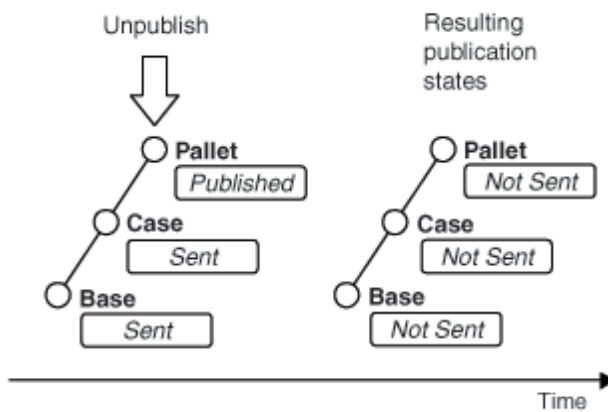 Unpublish
Resulting
publication
states
Pallet
Published
Case
Sent
Base
Sent
Pallet
Not Sent
Case
Not Sent
Base
Not Sent
Time